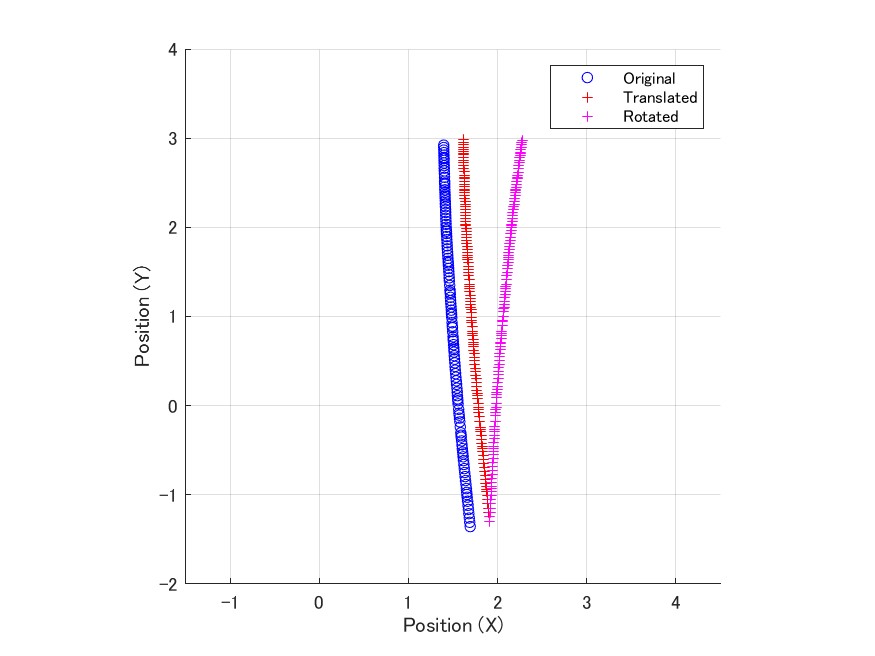 4
Original
Translated
Rotated
3
2
1
0
−1
−2
Position (Y)
−1 0 1 2 3 4
Position (X)